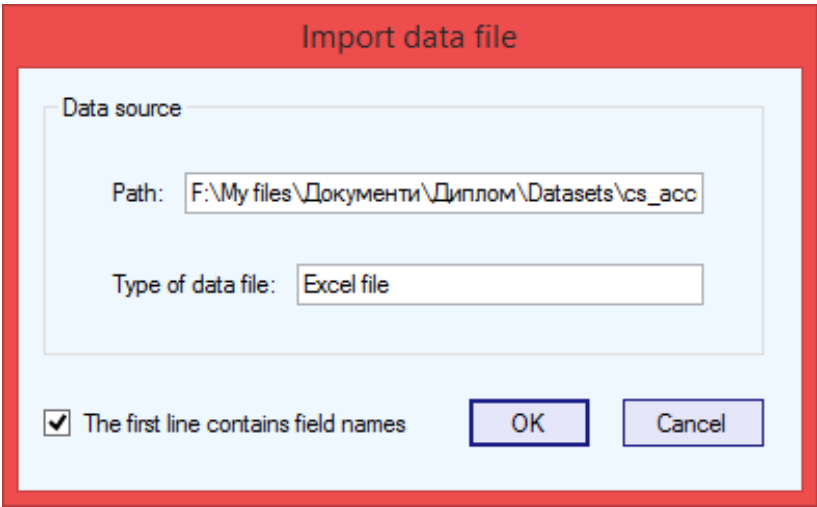 Import data file
Data source
Path: F:\My files\Документи\Диплом\Datasets\cs_acc
Type of data file: Excel file
The first line contains field names OK Cancel